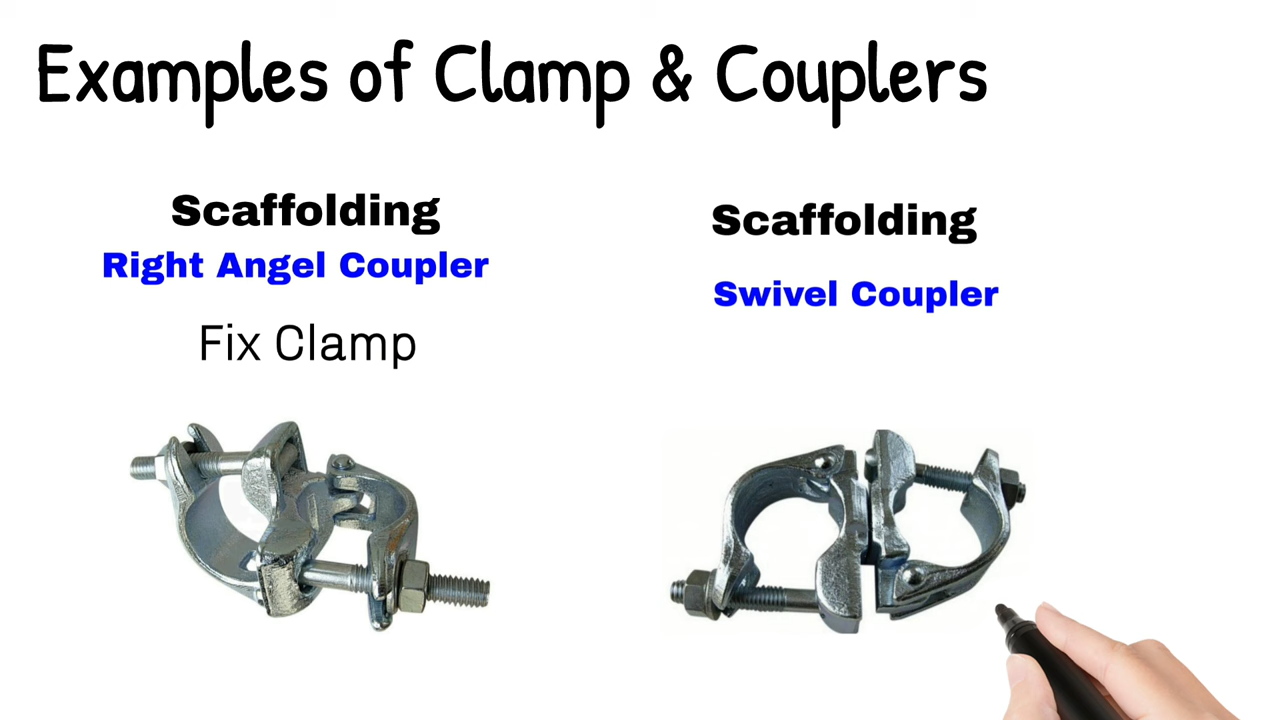 Examples of Clamp & Couplers
Scaffolding
Right Angel Coupler
Fix Clamp
Scaffolding
Swivel Coupler